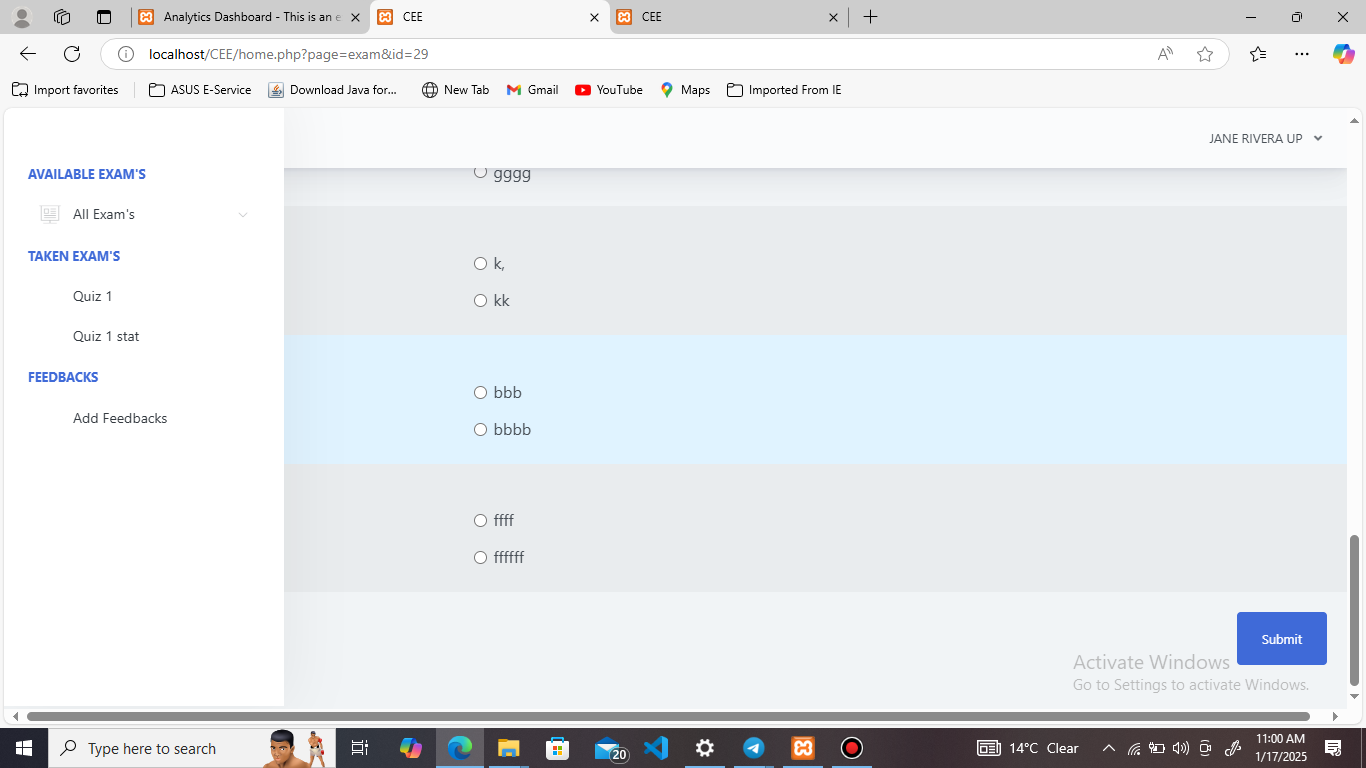 Analytics Dashboard - This is an e
CEE
CEE
localhost/CEE/home.php?page=exam&id=29
Import favorites
ASUS E-Service
Download Java for...
New Tab
Gmail
YouTube
Maps
Imported From IE
JANE RIVERA UP
AVAILABLE EXAM'S
All Exam's
TAKEN EXAM'S
Quiz 1
Quiz 1 stat
FEEDBACKS
Add Feedbacks
gggg
k,
kk
bbb
bbbb
ffff
ffffff
Submit
Activate Windows
Go to Settings to activate Windows.
Type here to search
20
14°C Clear
11:00 AM
1/17/2025